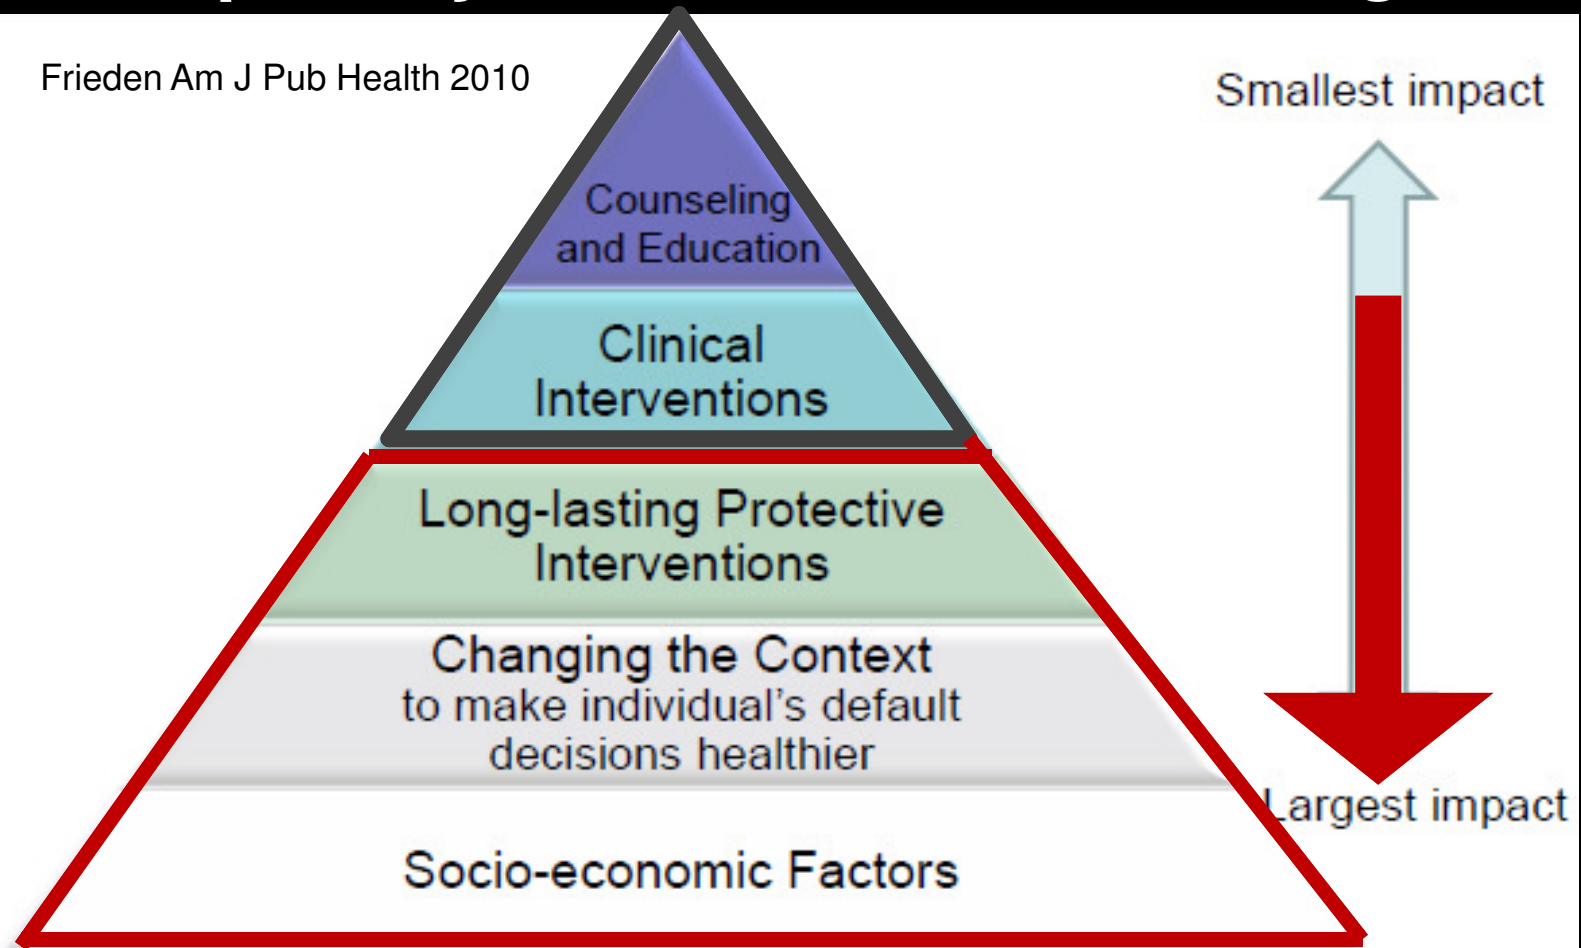 Frieden Am J Pub Health 2010
Smallest impact
Counseling
and Education
Clinical
Interventions
Long-lasting Protective
Interventions
Changing the Context
to make individual's default
decisions healthier
Largest impact
Socio-economic Factors